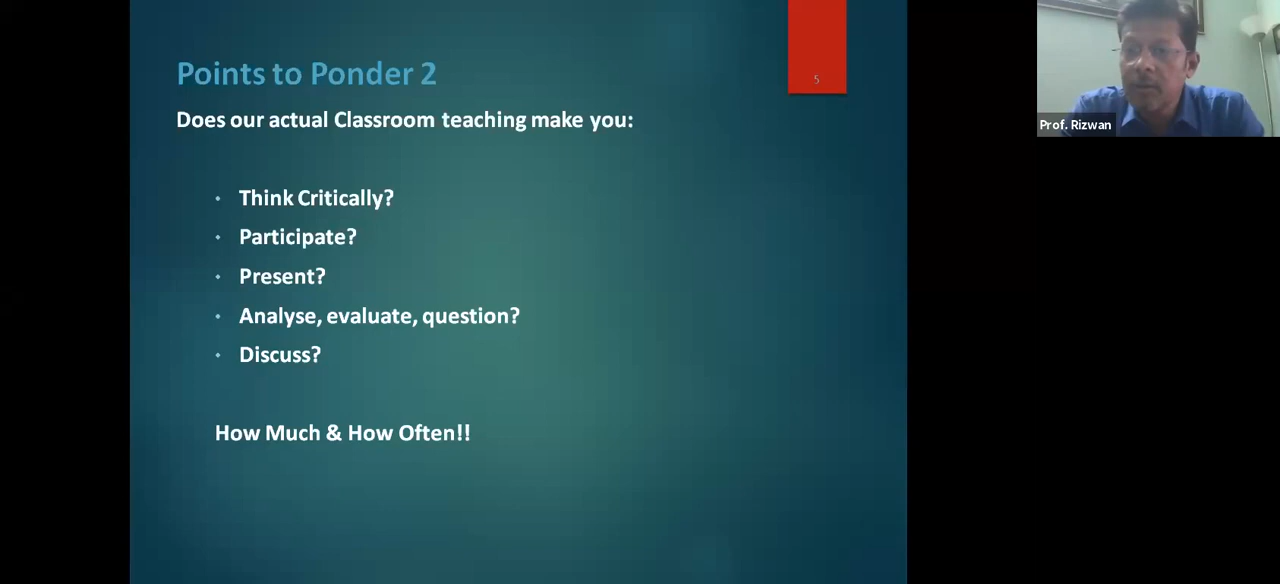 Points to Ponder 2
5
Does our actual Classroom teaching make you:
• Think Critically?
• Participate?
• Present?
• Analyse, evaluate, question?
• Discuss?
How Much & How Often!!
Prof. Rizwan